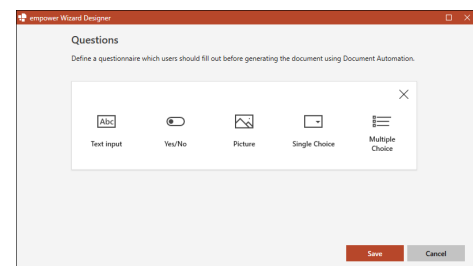 empower Wizard Designer
Questions
Define a questionnaire which users should fill out before generating the document using Document Automation.
Abc
Text input
Yes/No
Picture
Single Choice
Multiple
Choice
Save
Cancel